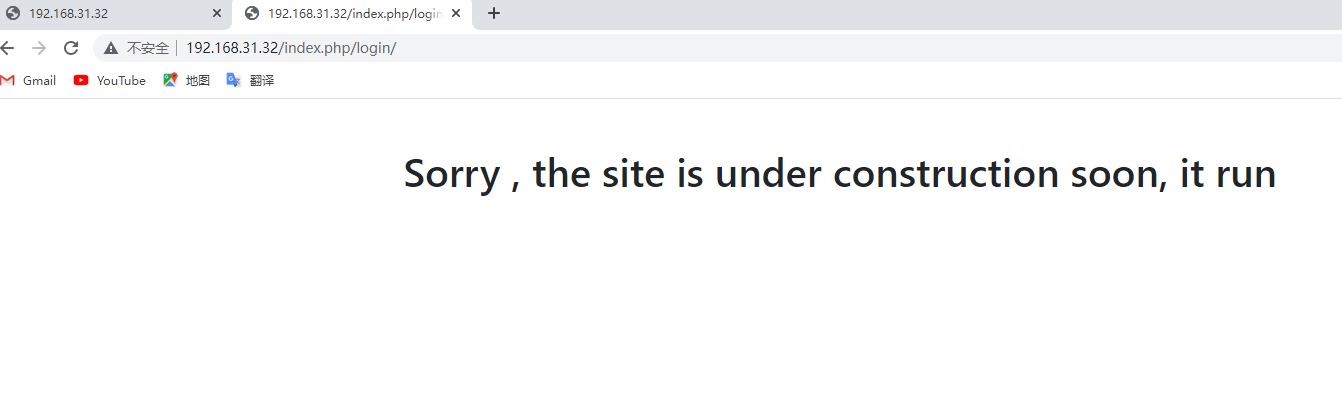 192.168.31.32
192.168.31.32/index.php/login
不安全
192.168.31.32/index.php/login/
Gmail
YouTube
地图
翻译
Sorry , the site is under construction soon, it run